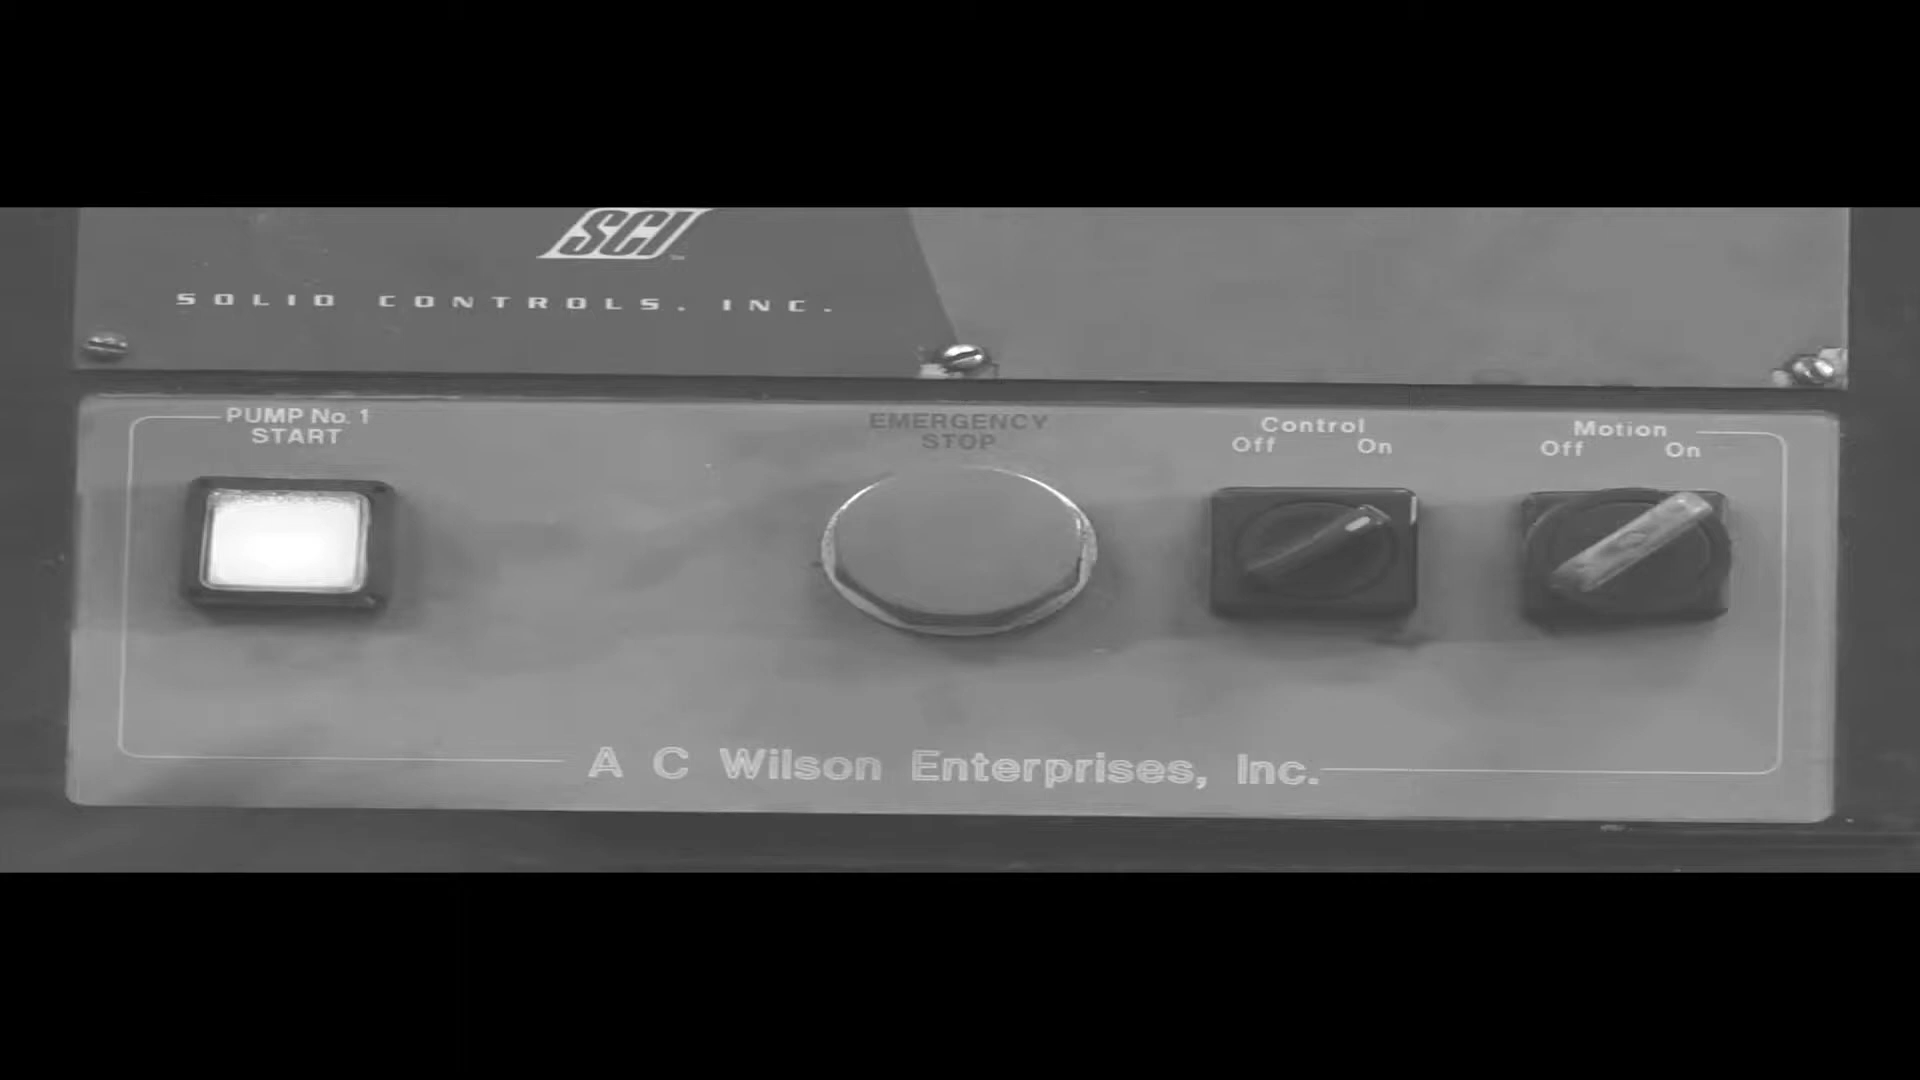 SCI
SOLID CONTROLS, INC.
PUMP No. 1
START
EMERGENCY
STOP
Control
Off On
Motion
Off On
A C Wilson Enterprises, Inc.